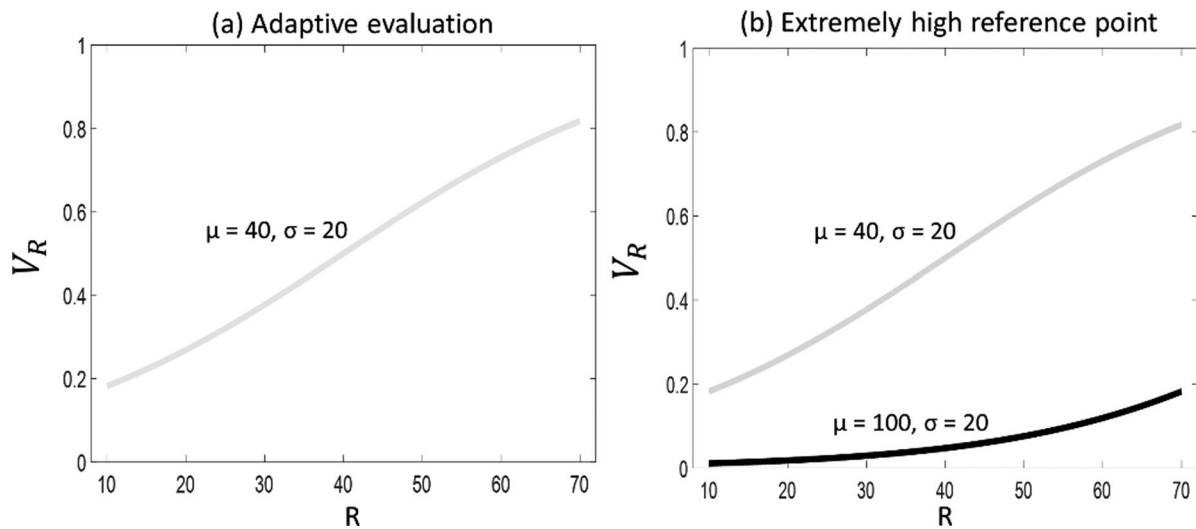 (a) Adaptive evaluation
1
0.8
0.6
0.4
0.2
0
V_R
μ = 40, σ = 20
10 20 30 40 50 60 70
R
(b) Extremely high reference point
1
0.8
0.6
0.4
0.2
0
V_R
μ = 40, σ = 20
μ = 100, σ = 20
10 20 30 40 50 60 70
R